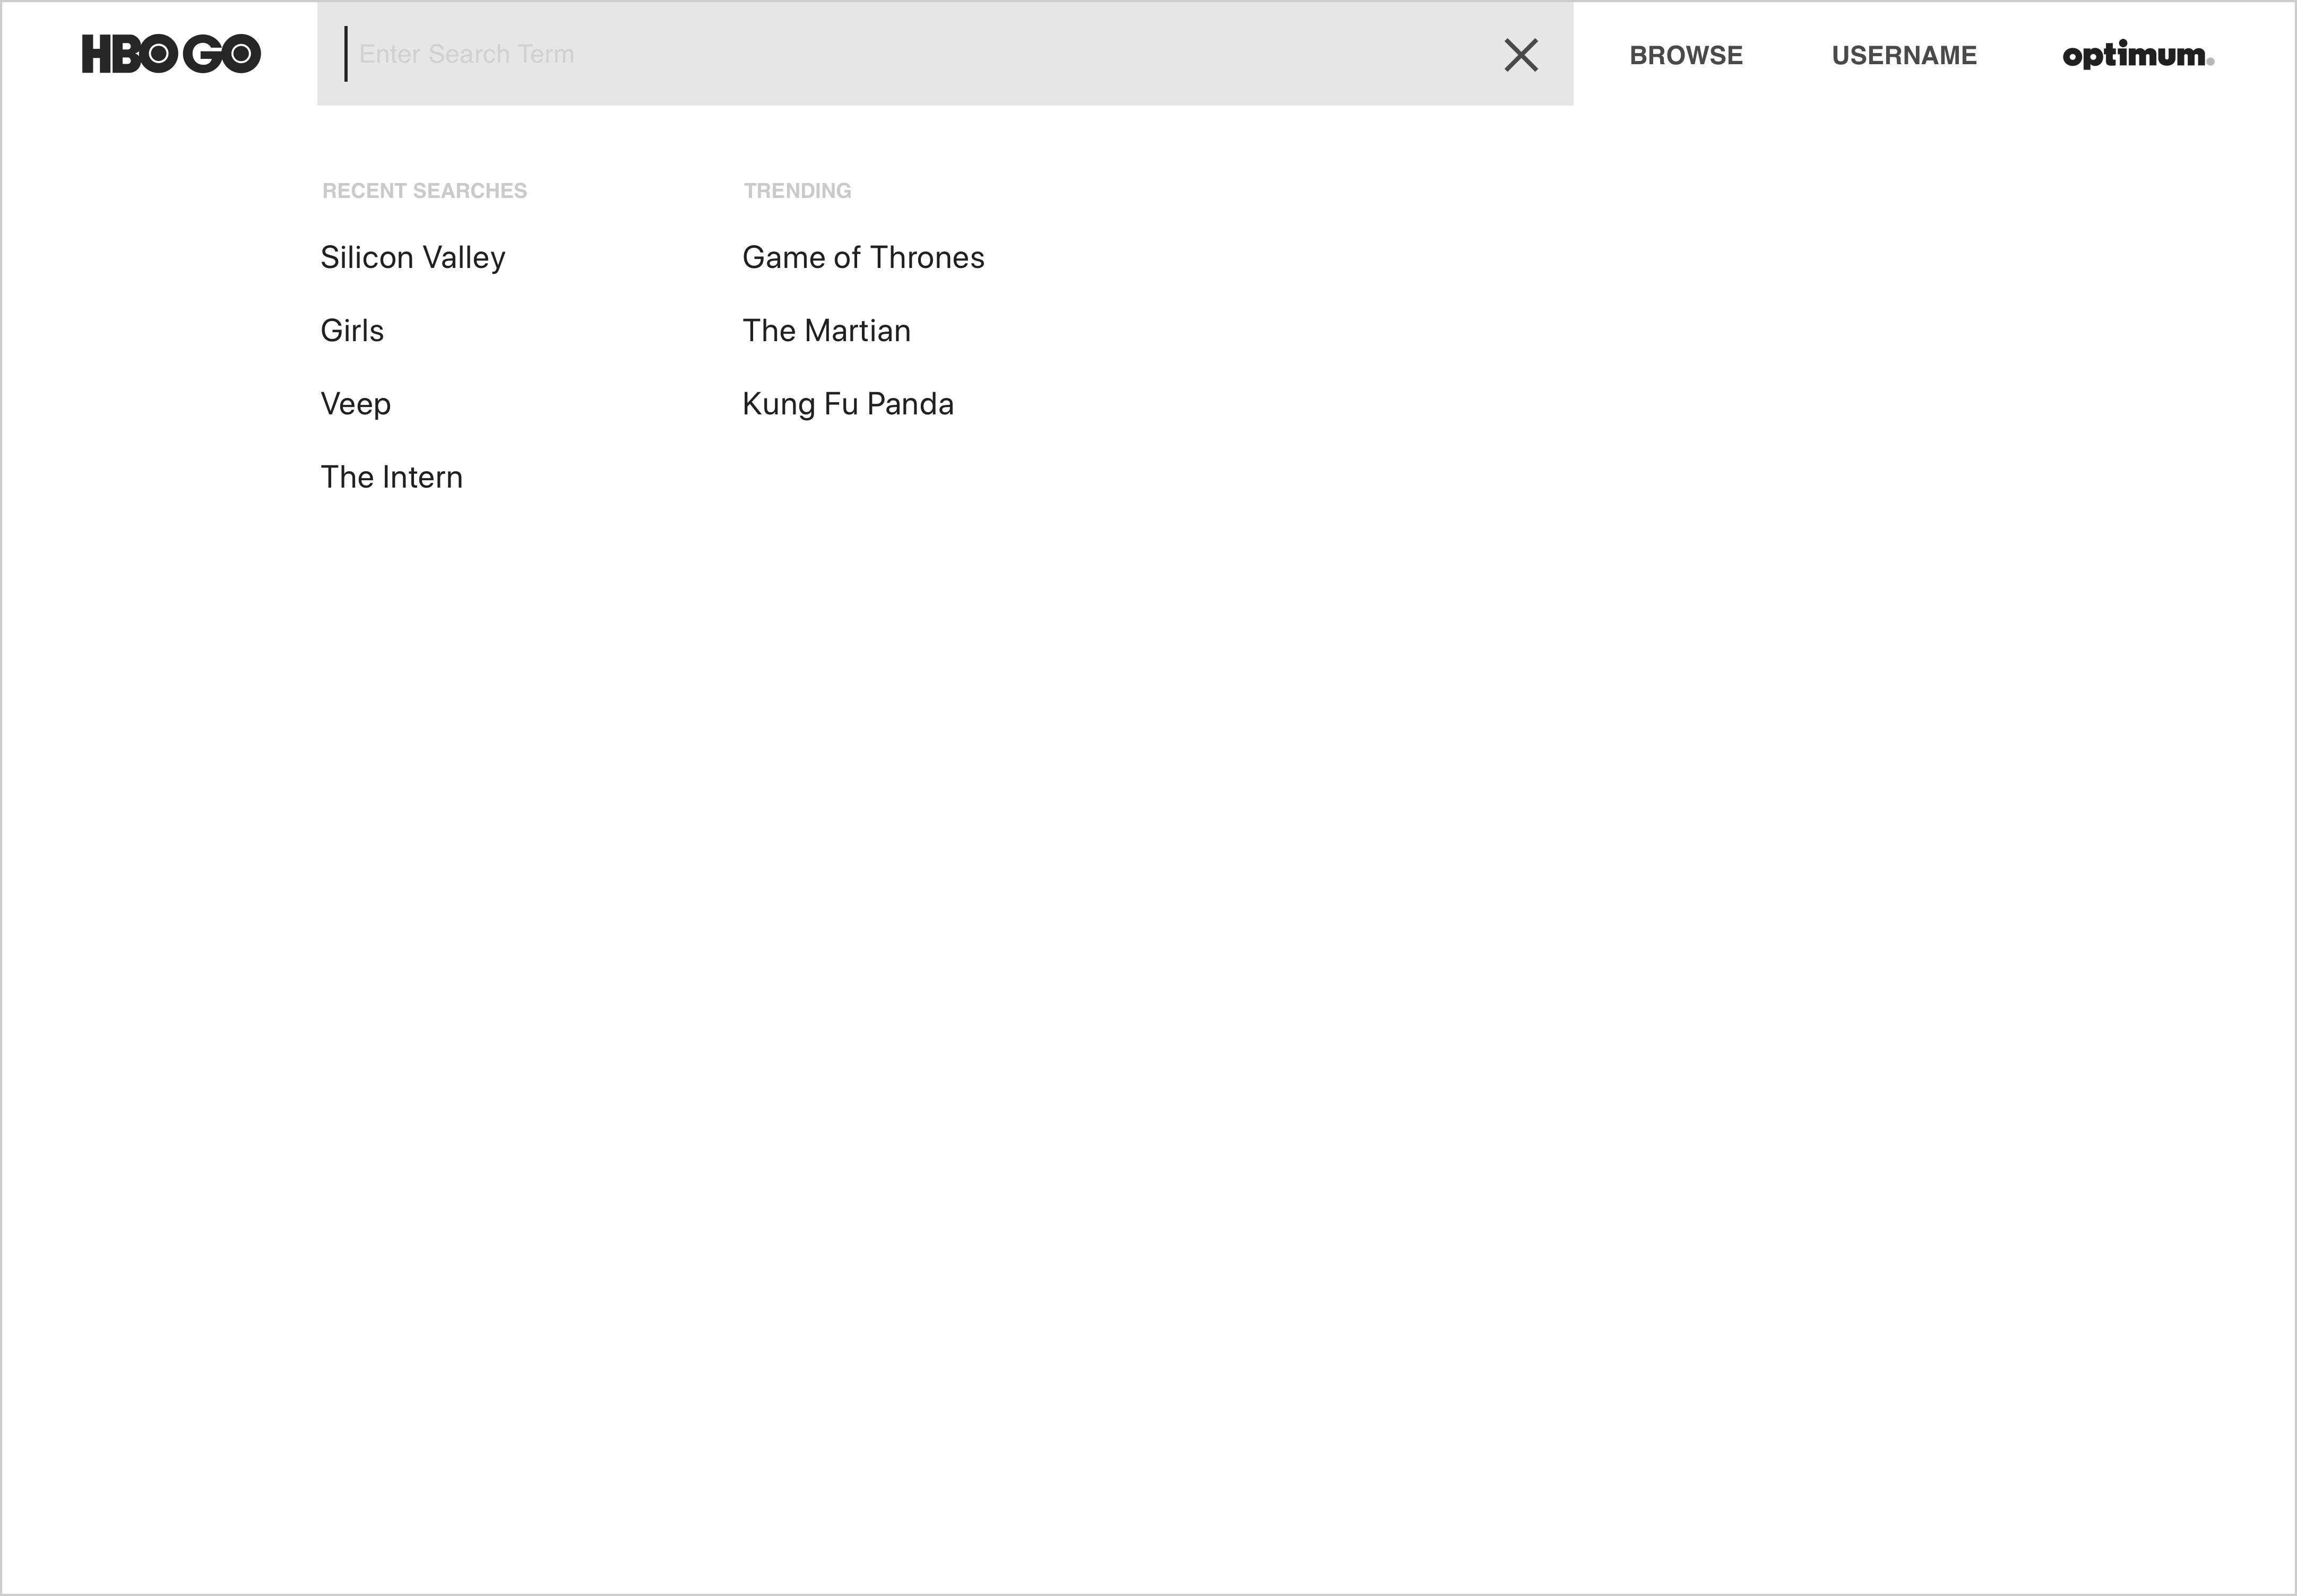 HBO GO
Enter Search Term
BROWSE
USERNAME
optimum.
RECENT SEARCHES
Silicon Valley
Girls
Veep
The Intern
TRENDING
Game of Thrones
The Martian
Kung Fu Panda